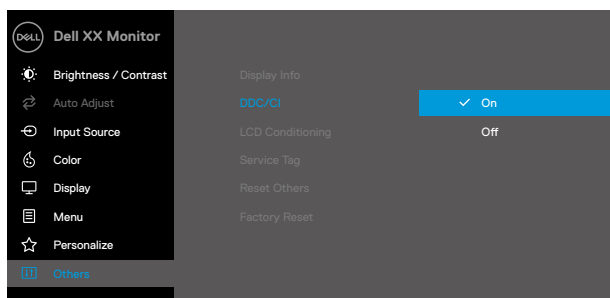 DELL Dell XX Monitor
Brightness / Contrast
Auto Adjust
Input Source
Color
Display
Menu
Personalize
Others
Display Info
DDC/CI
LCD Conditioning
Service Tag
Reset Others
Factory Reset
On
Off